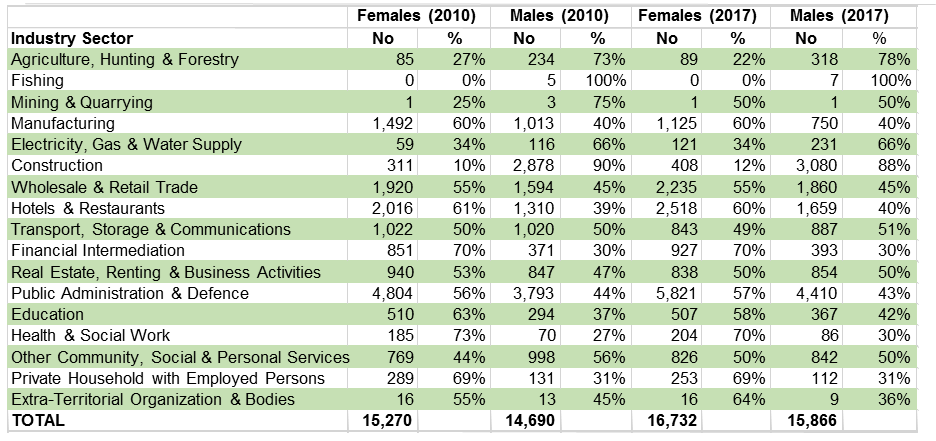 Females (2010) Males (2010) Females (2017) Males (2017)
Industry Sector No % No % No % No %
Agriculture, Hunting & Forestry 85 27% 234 73% 89 22% 318 78%
Fishing 0 0% 5 100% 0 0% 7 100%
Mining & Quarrying 1 25% 3 75% 1 50% 1 50%
Manufacturing 1,492 60% 1,013 40% 1,125 60% 750 40%
Electricity, Gas & Water Supply 59 34% 116 66% 121 34% 231 66%
Construction 311 10% 2,878 90% 408 12% 3,080 88%
Wholesale & Retail Trade 1,920 55% 1,594 45% 2,235 55% 1,860 45%
Hotels & Restaurants 2,016 61% 1,310 39% 2,518 60% 1,659 40%
Transport, Storage & Communications 1,022 50% 1,020 50% 843 49% 887 51%
Financial Intermediation 851 70% 371 30% 927 70% 393 30%
Real Estate, Renting & Business Activities 940 53% 847 47% 838 50% 854 50%
Public Administration & Defence 4,804 56% 3,793 44% 5,821 57% 4,410 43%
Education 510 63% 294 37% 507 58% 367 42%
Health & Social Work 185 73% 70 27% 204 70% 86 30%
Other Community, Social & Personal Services 769 44% 998 56% 826 50% 842 50%
Private Household with Employed Persons 289 69% 131 31% 253 69% 112 31%
Extra-Territorial Organization & Bodies 16 55% 13 45% 16 64% 9 36%
TOTAL 15,270 14,690 16,732 15,866